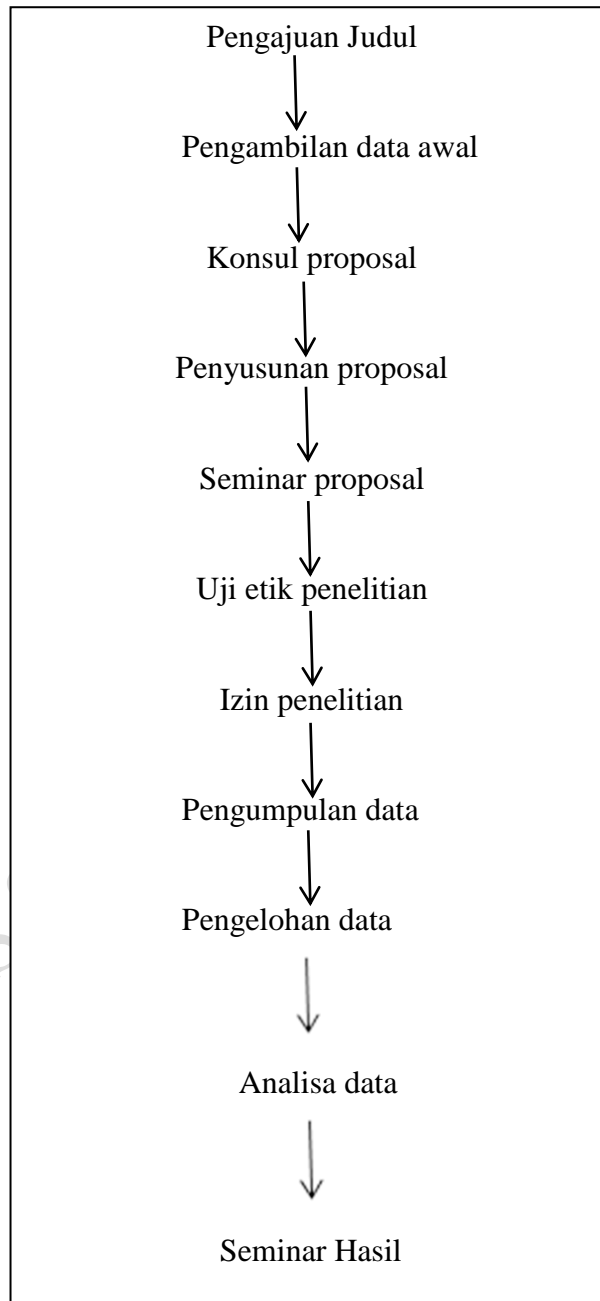 Pengajuan Judul
Pengambilan data awal
Konsul proposal
Penyusunan proposal
Seminar proposal
Uji etik penelitian
Izin penelitian
Pengumpulan data
Pengelohan data
Analisa data
Seminar Hasil